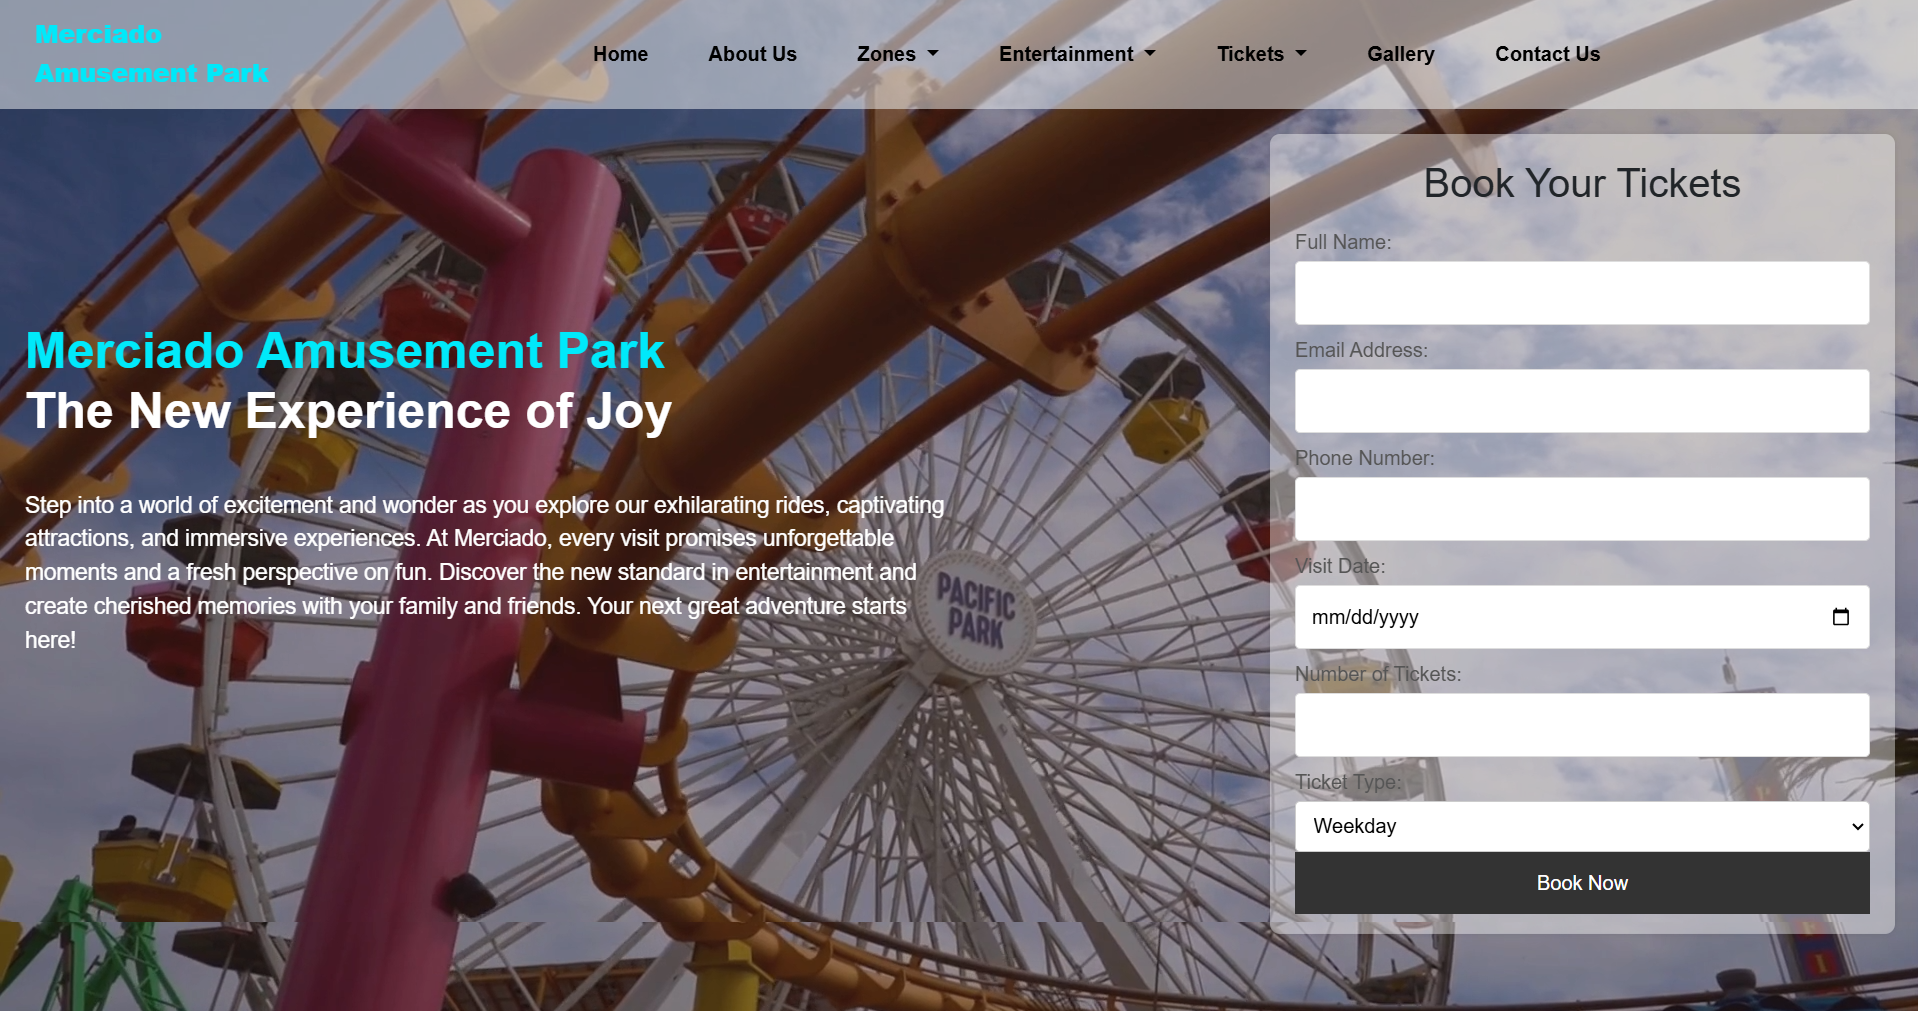 Merciado
Amusement Park
Home
About Us
Zones
Entertainment
Tickets
Gallery
Contact Us
Merciado Amusement Park
The New Experience of Joy
Step into a world of excitement and wonder as you explore our exhilarating rides, captivating
attractions, and immersive experiences. At Merciado, every visit promises unforgettable
moments and a fresh perspective on fun. Discover the new standard in entertainment and
create cherished memories with your family and friends. Your next great adventure starts
here!
PACIFIC
PARK
Book Your Tickets
Full Name:
Email Address:
Phone Number:
Visit Date:
mm/dd/yyyy
Number of Tickets:
Ticket Type:
Weekday
Book Now